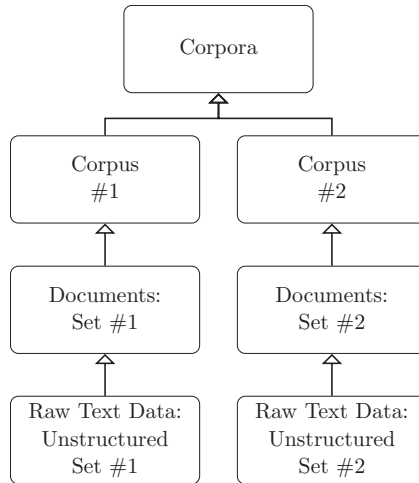 Corpora
Corpus
#1
Corpus
#2
Documents:
Set #1
Documents:
Set #2
Raw Text Data:
Unstructured
Set #1
Raw Text Data:
Unstructured
Set #2